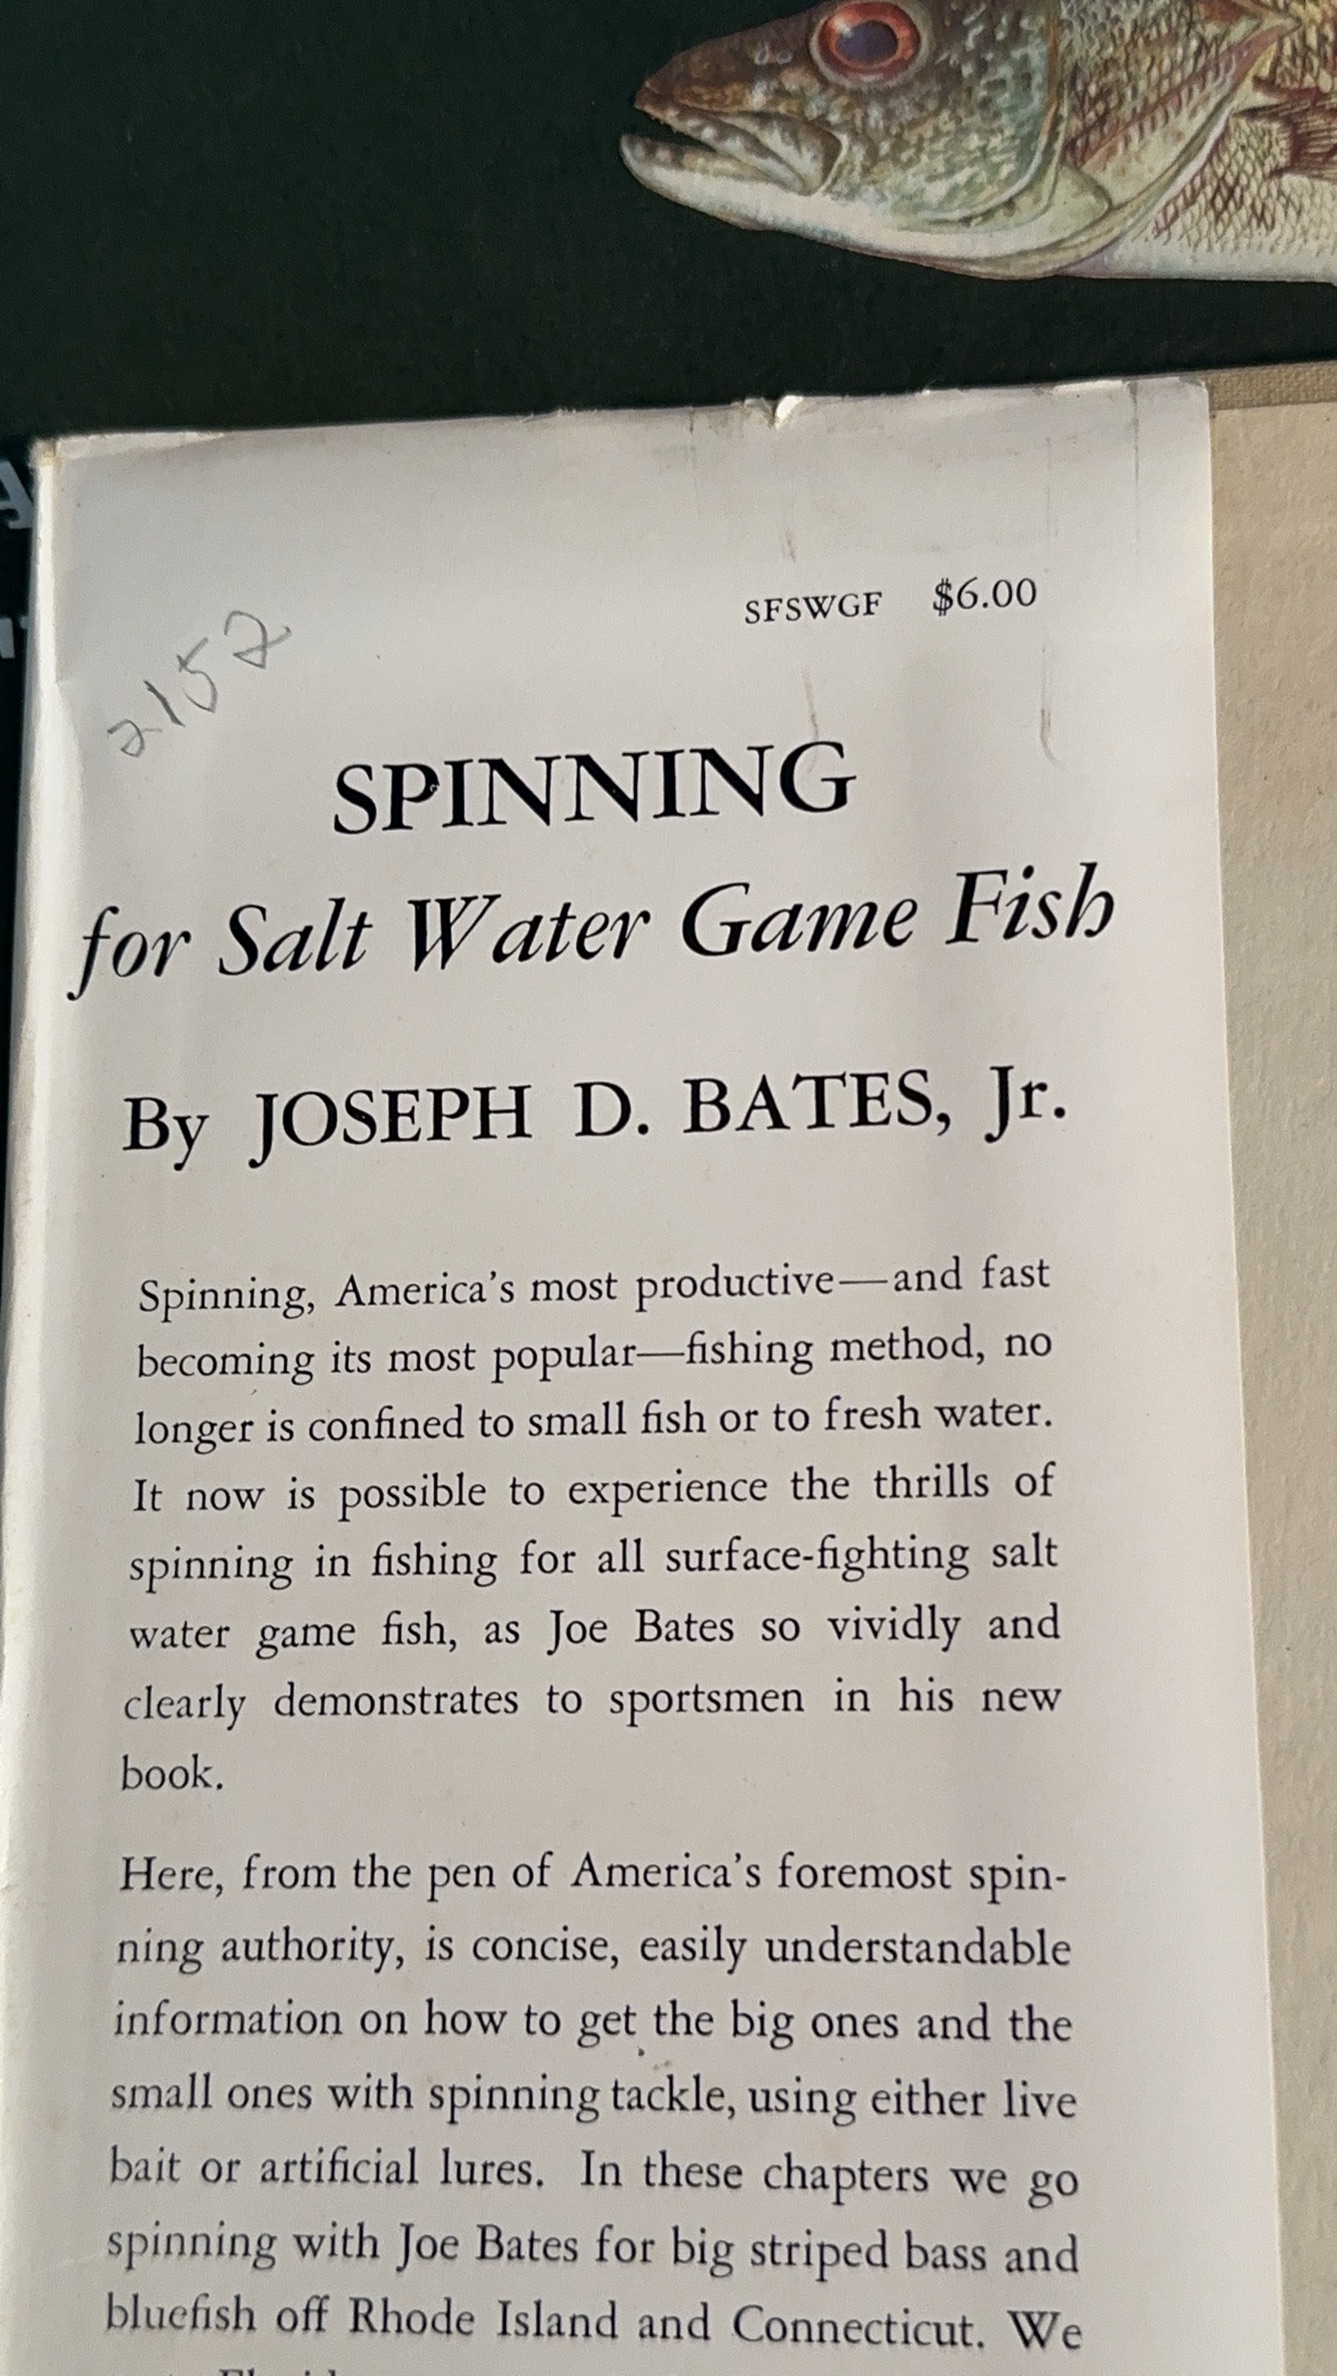 SFSWGF $6.00
2152
SPINNING
for Salt Water Game Fish
By JOSEPH D. BATES, Jr.
Spinning, America's most productive—and fast
becoming its most popular—fishing method, no
longer is confined to small fish or to fresh water.
It now is possible to experience the thrills of
spinning in fishing for all surface-fighting salt
water game fish, as Joe Bates so vividly and
clearly demonstrates to sportsmen in his new
book.
Here, from the pen of America's foremost spin-
ning authority, is concise, easily understandable
information on how to get the big ones and the
small ones with spinning tackle, using either live
bait or artificial lures. In these chapters we go
spinning with Joe Bates for big striped bass and
bluefish off Rhode Island and Connecticut. We